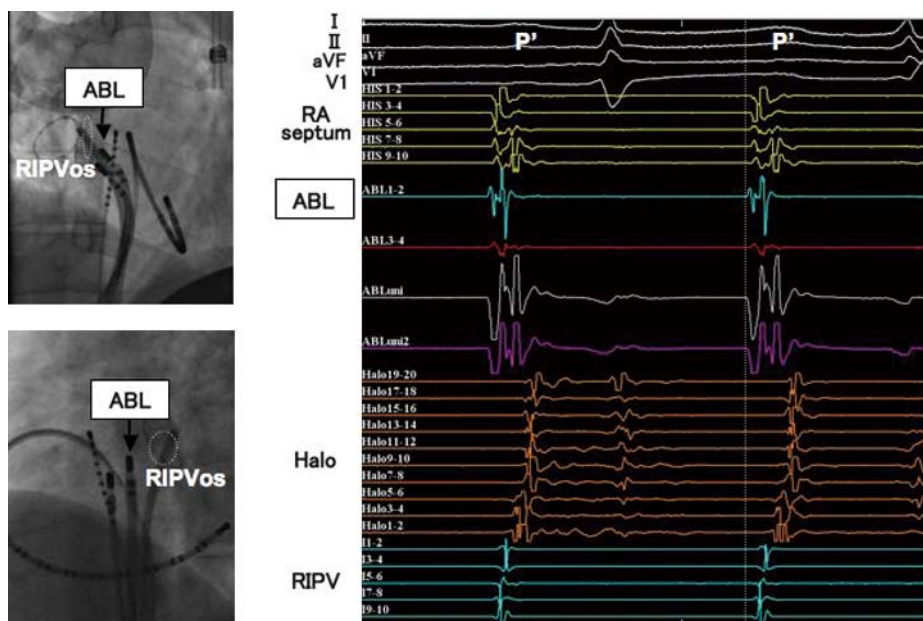 ABL
RIPVos
ABL
RIPVos
I
II
aVF
V1
RA
septum
ABL
Halo
RIPV
I
II
aVF
V1
P'
P'
HIS 1-2
HIS 3-4
HIS 5-6
HIS 7-8
HIS 9-10
ABL1-2
ABL3-4
ABLuni
ABLuni2
Halo19-20
Halo17-18
Halo15-16
Halo13-14
Halo11-12
Halo9-10
Halo7-8
Halo5-6
Halo3-4
Halo1-2
I1-2
I3-4
I5-6
I7-8
I9-10